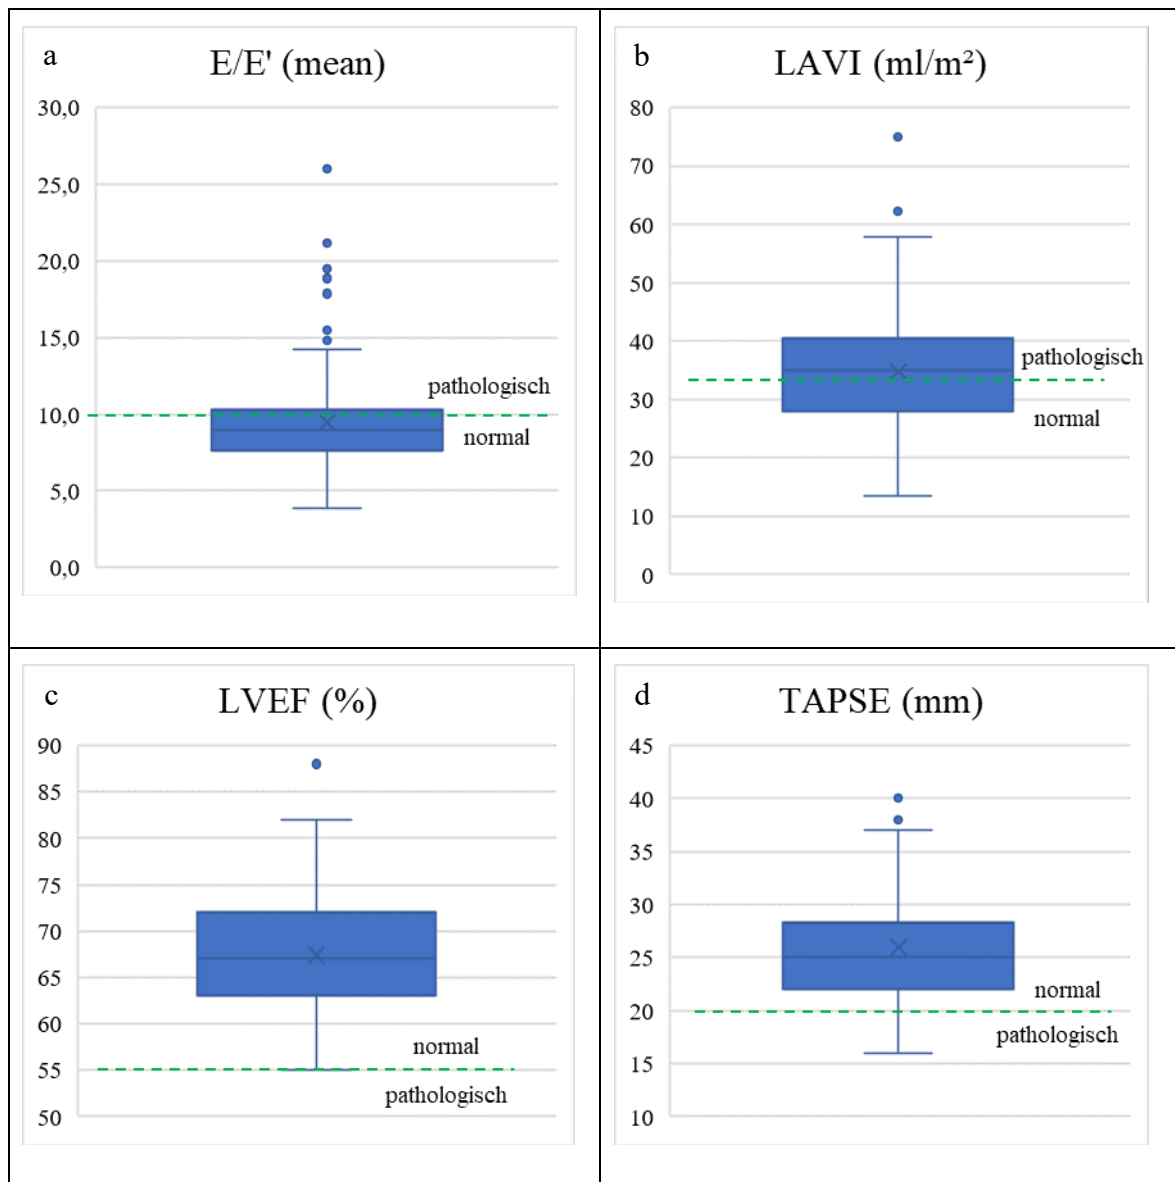 a
E/E' (mean)
30,0
25,0
20,0
15,0
10,0
5,0
0,0
pathologisch
normal
b
LAVI (ml/m²)
80
70
60
50
40
30
20
10
0
pathologisch
normal
c
LVEF (%)
90
85
80
75
70
65
60
55
50
normal
pathologisch
d
TAPSE (mm)
45
40
35
30
25
20
15
10
normal
pathologisch